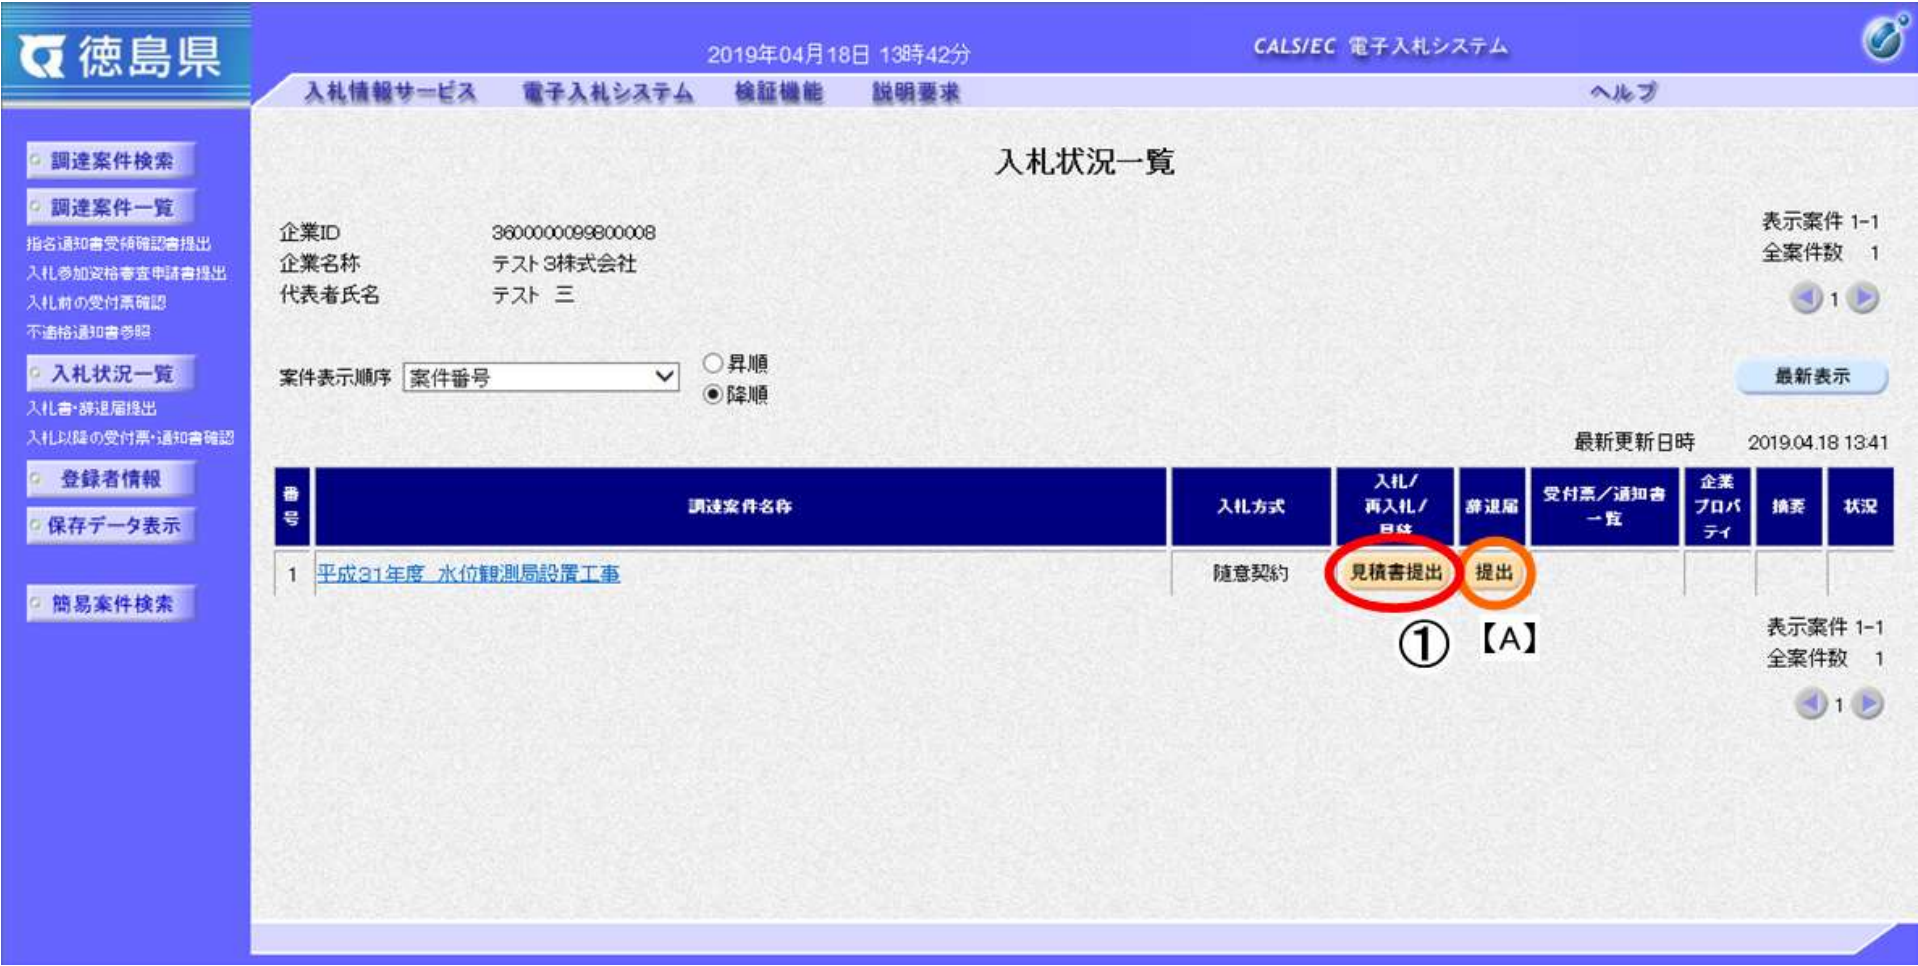 徳島県
2019年04月18日 13時42分
CALS/EC 電子入札システム
入札情報サービス 電子入札システム 検証機能 説明要求 ヘルプ
調達案件検索
調達案件一覧
指名通知書受領確認書提出
入札参加資格審査申請書提出
入札前の受付票確認
不適格通知書参照
入札状況一覧
入札書・辞退届提出
入札以降の受付票・通知書確認
登録者情報
保存データ表示
簡易案件検索
入札状況一覧
企業ID 3600000099800008
企業名称 テスト3株式会社
代表者氏名 テスト 三
表示案件 1-1
全案件数 1
1
案件表示順序 案件番号
昇順
降順
最新表示
最新更新日時 2019.04.18 13:41
番号 調達案件名称 入札方式 入札/再入札/見積 辞退届 受付票/通知書一覧 企業プロパティ 摘要 状況
1 平成31年度 水位観測局設置工事 随意契約 見積書提出 提出
① 【A】
表示案件 1-1
全案件数 1
1